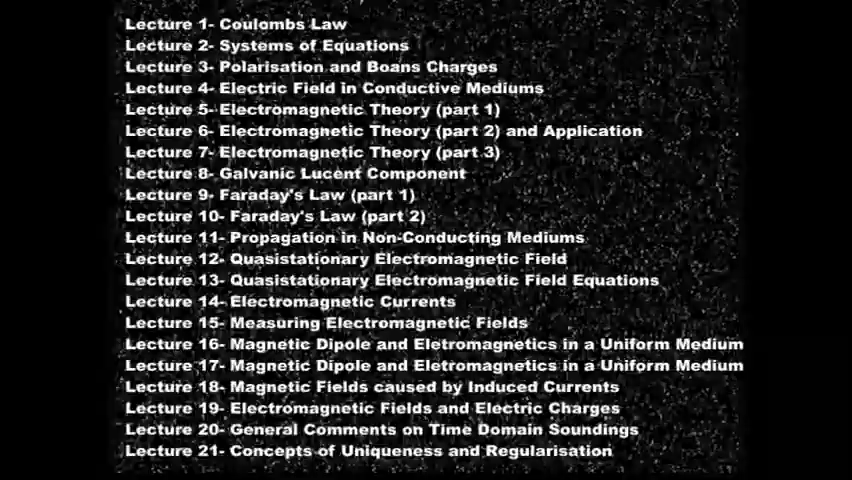 Lecture 1- Coulombs Law
Lecture 2- Systems of Equations
Lecture 3- Polarisation and Boans Charges
Lecture 4- Electric Field in Conductive Mediums
Lecture 5- Electromagnetic Theory (part 1)
Lecture 6- Electromagnetic Theory (part 2) and Application
Lecture 7- Electromagnetic Theory (part 3)
Lecture 8- Galvanic Lucent Component
Lecture 9- Faraday's Law (part 1)
Lecture 10- Faraday's Law (part 2)
Lecture 11- Propagation in Non-Conducting Mediums
Lecture 12- Quasistationary Electromagnetic Field
Lecture 13- Quasistationary Electromagnetic Field Equations
Lecture 14- Electromagnetic Currents
Lecture 15- Measuring Electromagnetic Fields
Lecture 16- Magnetic Dipole and Eletromagnetics in a Uniform Medium
Lecture 17- Magnetic Dipole and Eletromagnetics in a Uniform Medium
Lecture 18- Magnetic Fields caused by Induced Currents
Lecture 19- Electromagnetic Fields and Electric Charges
Lecture 20- General Comments on Time Domain Soundings
Lecture 21- Concepts of Uniqueness and Regularisation